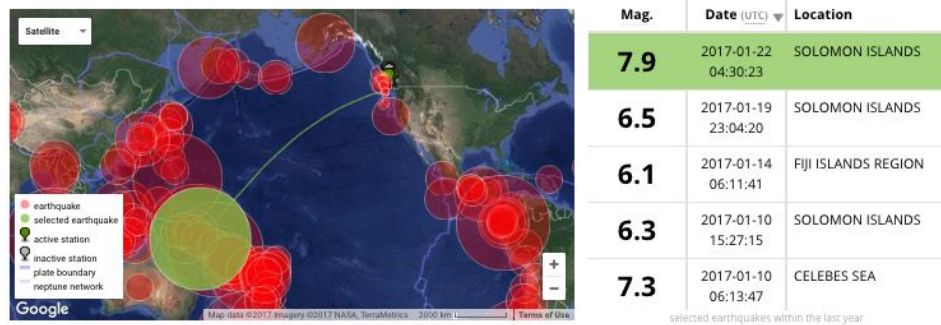 Satellite
earthquake
selected earthquake
active station
inactive station
plate boundary
neptune network
Google
+
−
Map data ©2017 Imagery ©2017 NASA, TerraMetrics 2000 km Terms of Use
Mag. Date (UTC) Location
7.9 2017-01-22 04:30:23 SOLOMON ISLANDS
6.5 2017-01-19 23:04:20 SOLOMON ISLANDS
6.1 2017-01-14 06:11:41 FIJI ISLANDS REGION
6.3 2017-01-10 15:27:15 SOLOMON ISLANDS
7.3 2017-01-10 06:13:47 CELEBES SEA
selected earthquakes within the last year